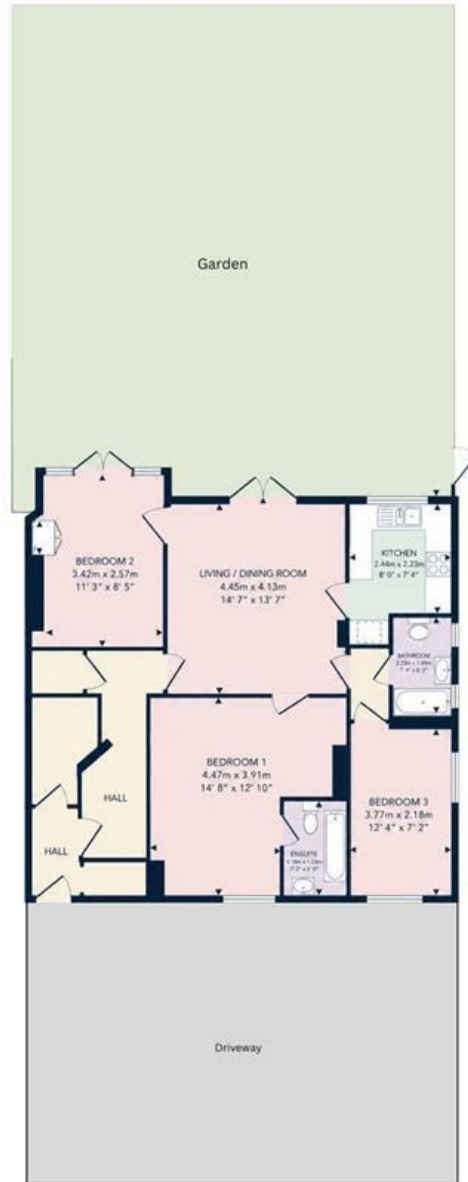 Garden
BEDROOM 2
3.42m x 2.57m
11' 3" x 8' 5"
LIVING / DINING ROOM
4.45m x 4.13m
14' 7" x 13' 7"
KITCHEN
2.44m x 2.23m
8' 0" x 7' 4"
BATHROOM
BEDROOM 1
4.47m x 3.91m
14' 8" x 12' 10"
HALL
BEDROOM 3
3.77m x 2.18m
12' 4" x 7' 2"
HALL
ENSUITE
Driveway